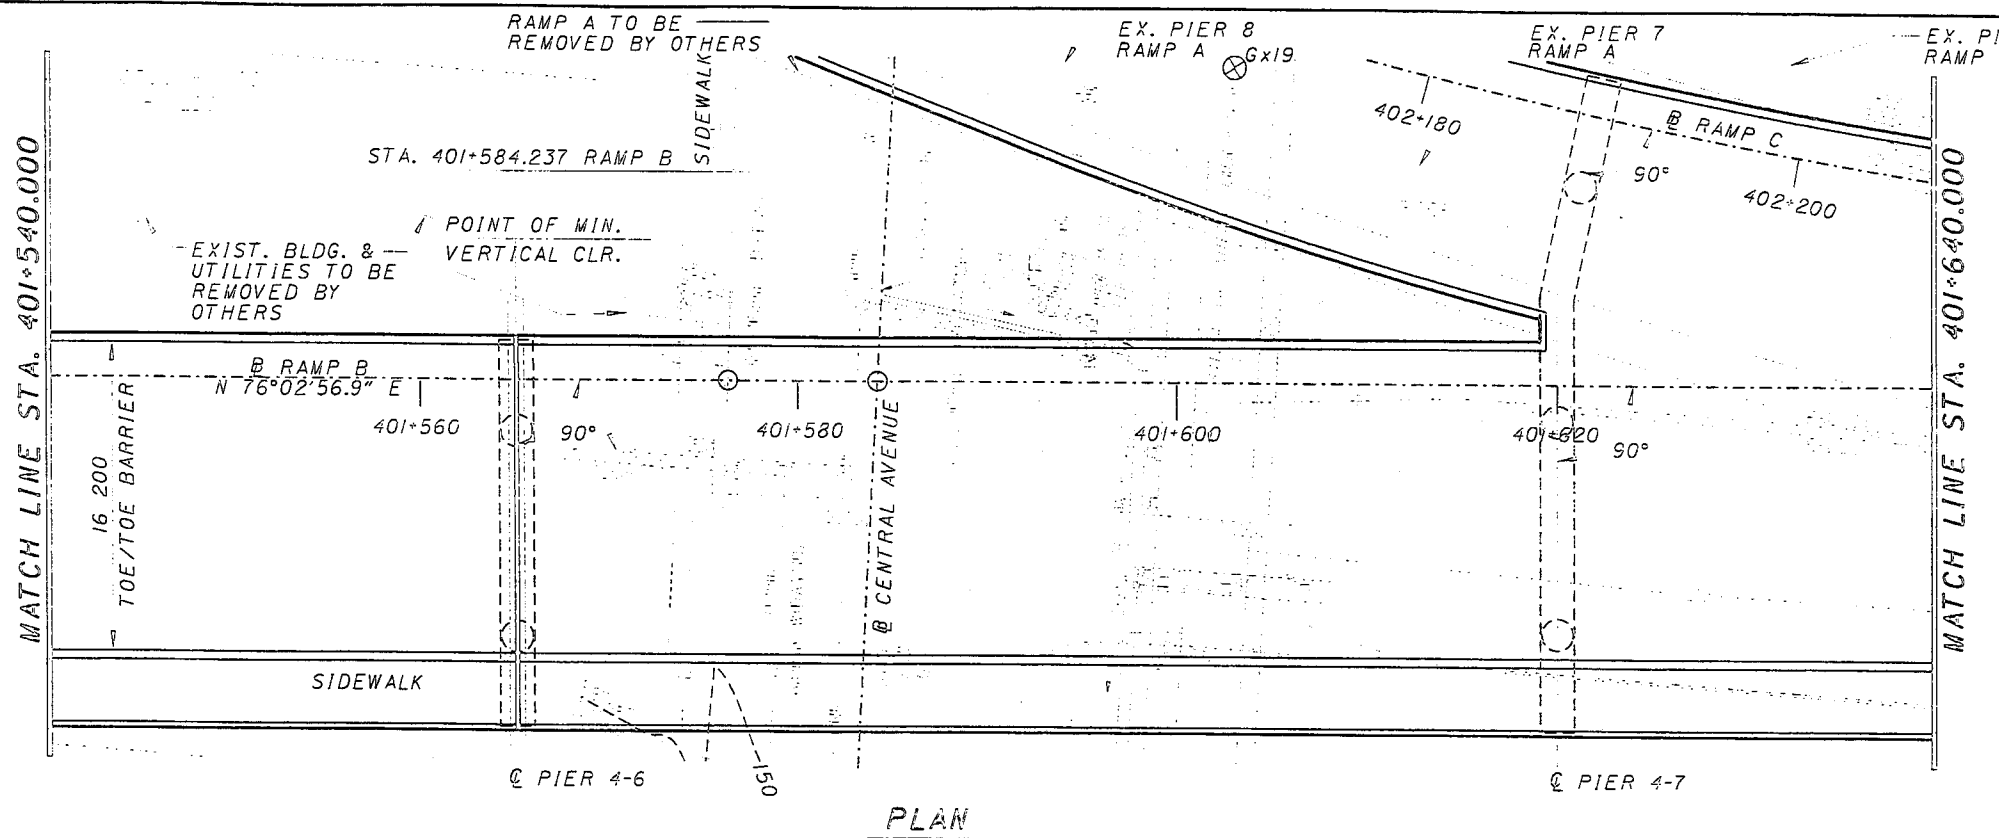 RAMP A TO BE
REMOVED BY OTHERS
SIDEWALK
EX. PIER 8
RAMP A
G×19
EX. PIER 7
RAMP A
EX. PI
RAMP
402+180
℄ RAMP C
90°
402+200
STA. 401+584.237 RAMP B
POINT OF MIN.
VERTICAL CLR.
EXIST. BLDG. &
UTILITIES TO BE
REMOVED BY
OTHERS
MATCH LINE STA. 401+540.000
MATCH LINE STA. 401+640.000
RAMP B
N 76°02'56.9" E
401+560
90°
401+580
401+600
401+620
90°
16 200
TOE/TOE BARRIER
CENTRAL AVENUE
SIDEWALK
150
℄ PIER 4-6
℄ PIER 4-7
PLAN